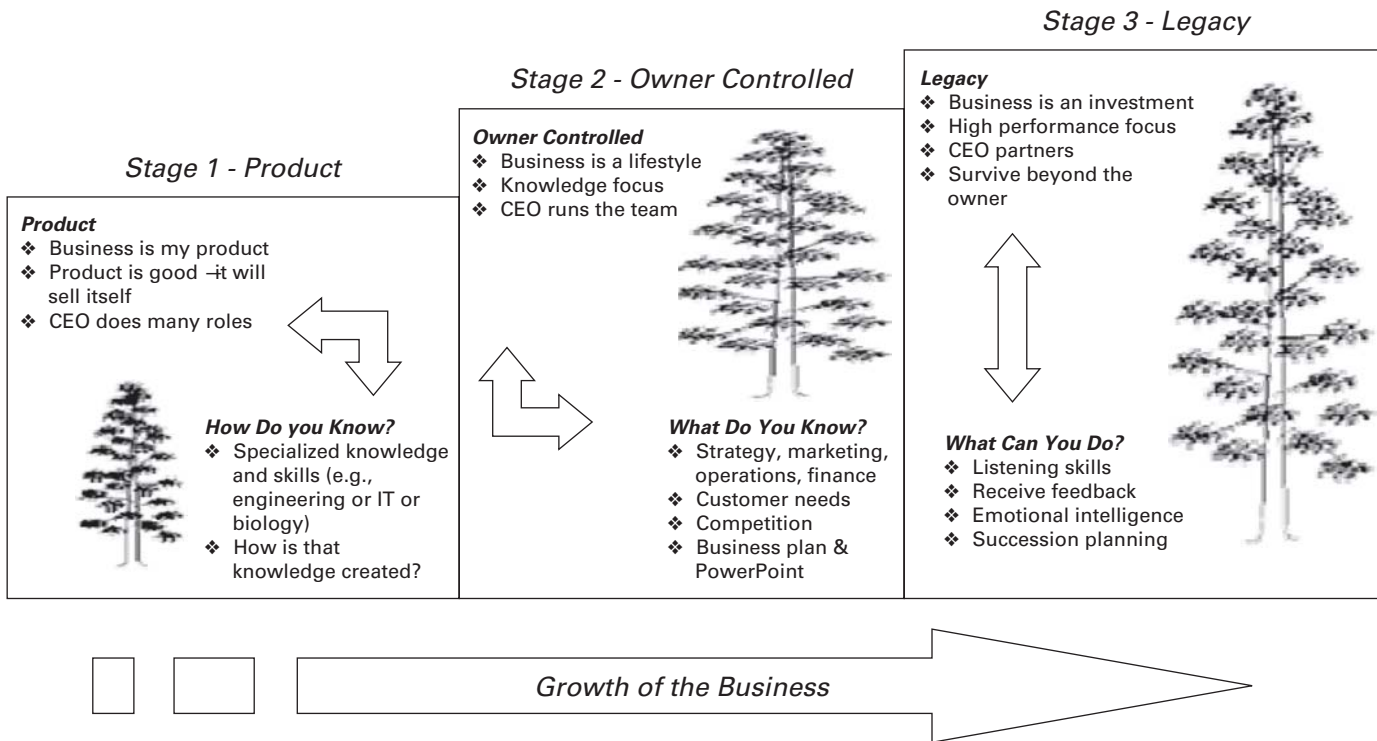 Stage 1 - Product
Product
❖ Business is my product
❖ Product is good –it will
sell itself
❖ CEO does many roles
How Do you Know?
❖ Specialized knowledge
and skills (e.g.,
engineering or IT or
biology)
❖ How is that
knowledge created?
Stage 2 - Owner Controlled
Owner Controlled
❖ Business is a lifestyle
❖ Knowledge focus
❖ CEO runs the team
What Do You Know?
❖ Strategy, marketing,
operations, finance
❖ Customer needs
❖ Competition
❖ Business plan &
PowerPoint
Stage 3 - Legacy
Legacy
❖ Business is an investment
❖ High performance focus
❖ CEO partners
❖ Survive beyond the
owner
What Can You Do?
❖ Listening skills
❖ Receive feedback
❖ Emotional intelligence
❖ Succession planning
Growth of the Business